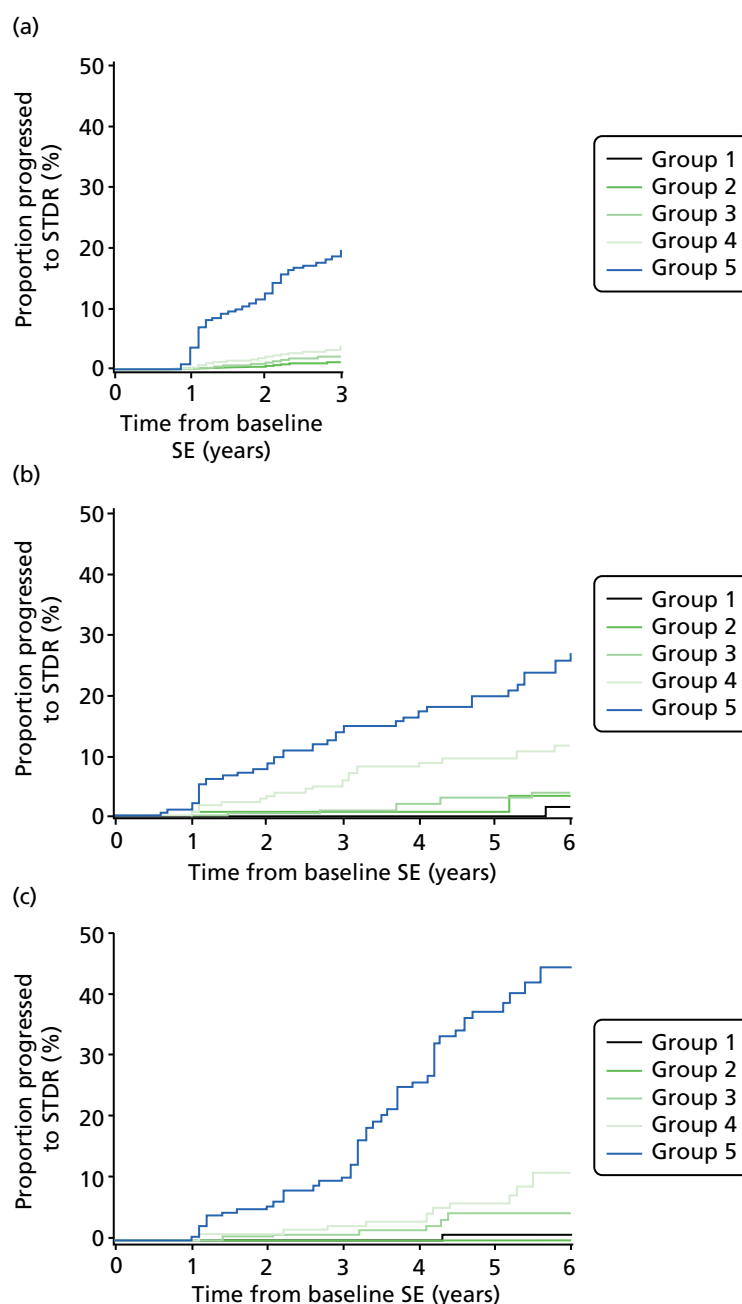 (a)
50
40
30
20
10
0
Proportion progressed
to STDR (%)
0 1 2 3
Time from baseline
SE (years)
Group 1
Group 2
Group 3
Group 4
Group 5
(b)
50
40
30
20
10
0
Proportion progressed
to STDR (%)
0 1 2 3 4 5 6
Time from baseline SE (years)
Group 1
Group 2
Group 3
Group 4
Group 5
(c)
50
40
30
20
10
0
Proportion progressed
to STDR (%)
0 1 2 3 4 5 6
Time from baseline SE (years)
Group 1
Group 2
Group 3
Group 4
Group 5